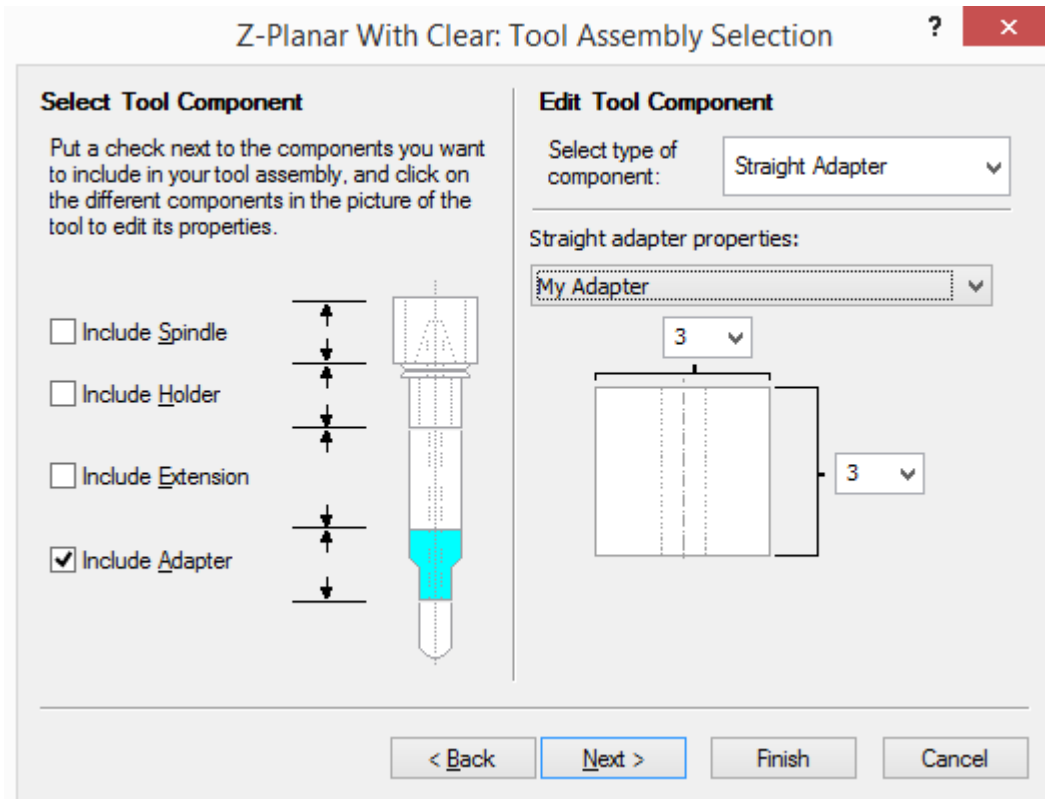 Z-Planar With Clear: Tool Assembly Selection
?
Select Tool Component
Put a check next to the components you want
to include in your tool assembly, and click on
the different components in the picture of the
tool to edit its properties.
Include Spindle
Include Holder
Include Extension
Include Adapter
Edit Tool Component
Select type of
component:
Straight Adapter
Straight adapter properties:
My Adapter
3
3
< Back
Next >
Finish
Cancel